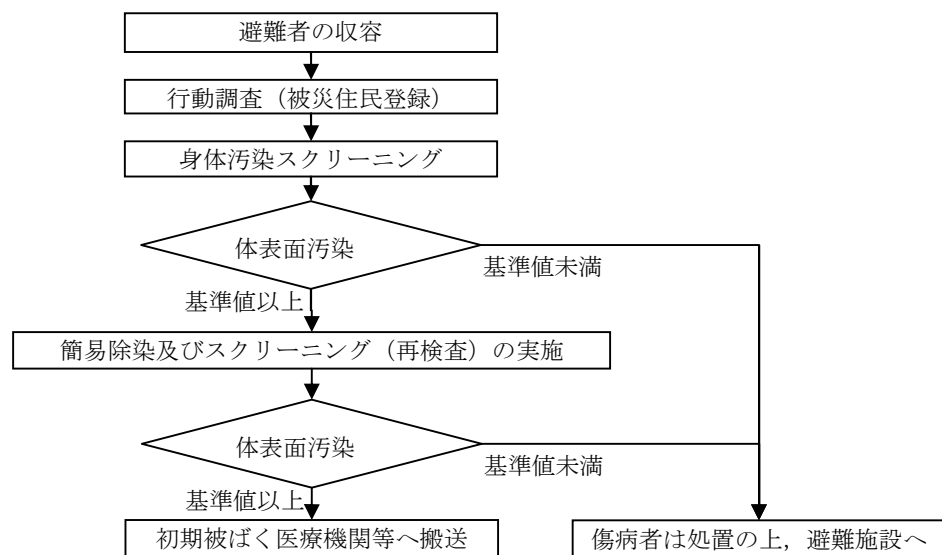 避難者の収容
行動調査（被災住民登録）
身体汚染スクリーニング
体表面汚染
基準値未満
基準値以上
簡易除染及びスクリーニング（再検査）の実施
体表面汚染
基準値未満
基準値以上
初期被ばく医療機関等へ搬送
傷病者は処置の上，避難施設へ